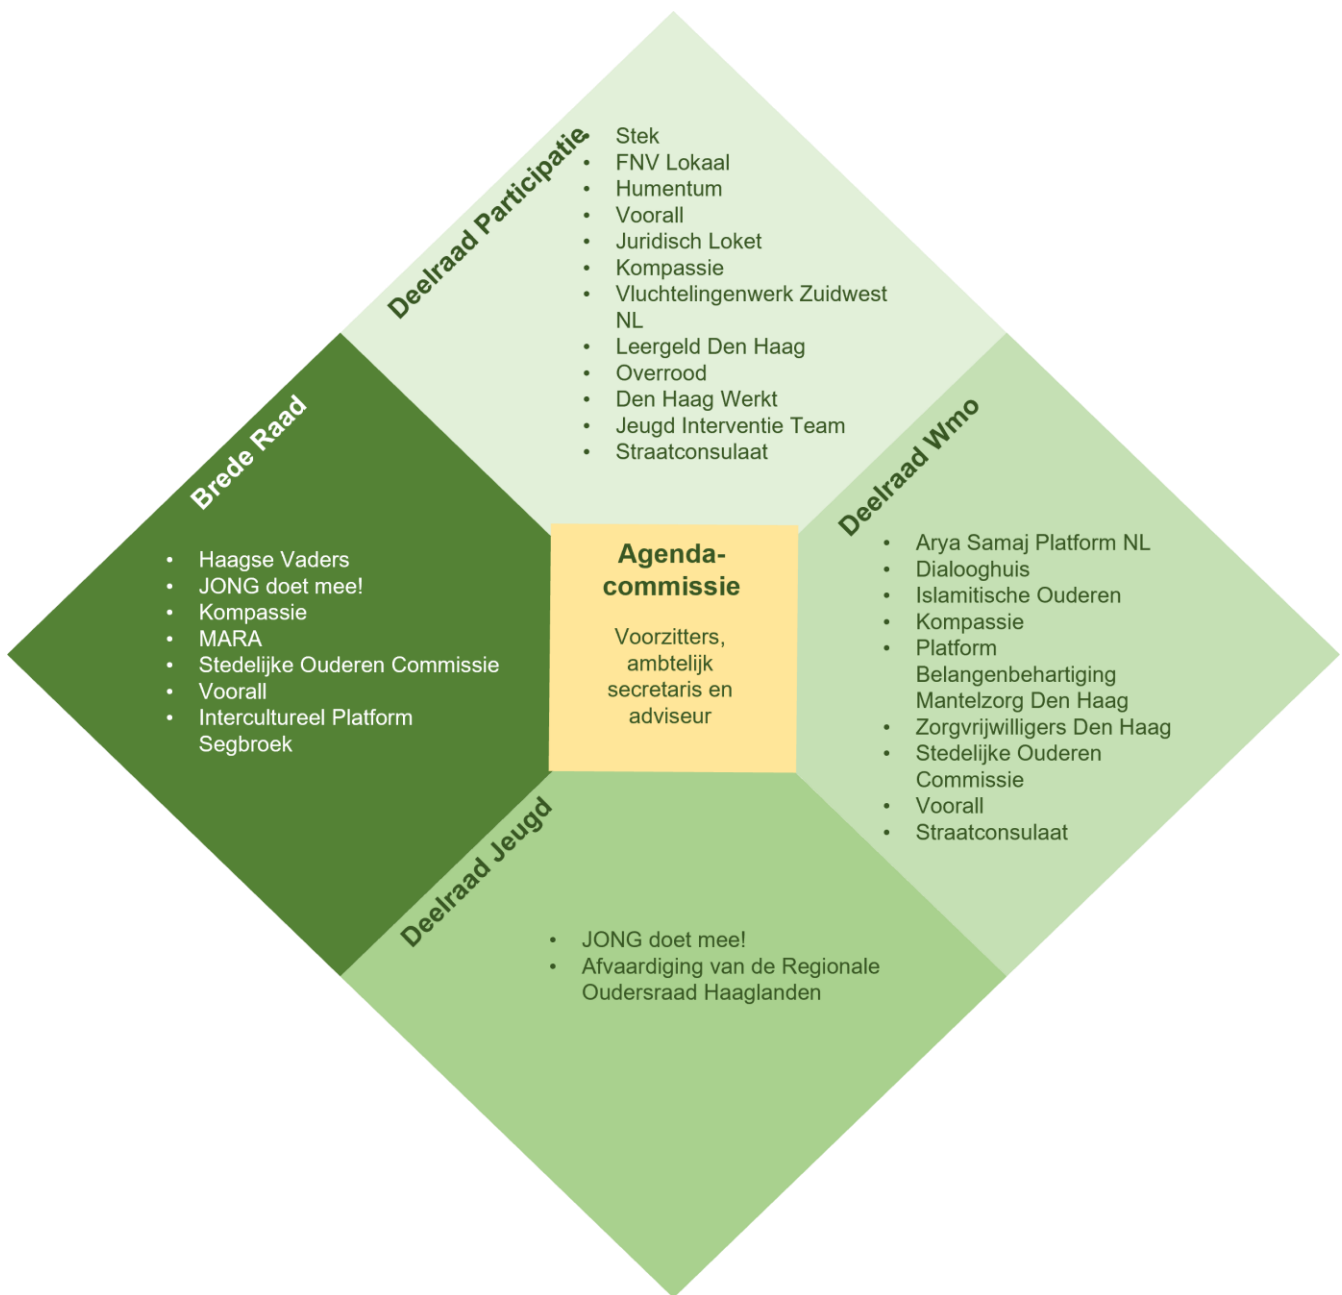 Deelraad Participatie
• Stek
• FNV Lokaal
• Humentum
• Voorall
• Juridisch Loket
• Kompassie
• Vluchtelingenwerk Zuidwest
NL
• Leergeld Den Haag
• Overrood
• Den Haag Werkt
• Jeugd Interventie Team
• Straatconsulaat
Brede Raad
• Haagse Vaders
• JONG doet mee!
• Kompassie
• MARA
• Stedelijke Ouderen Commissie
• Voorall
• Intercultureel Platform
Segbroek
Agenda-
commissie
Voorzitters,
ambtelijk
secretaris en
adviseur
Deelraad Wmo
• Arya Samaj Platform NL
• Dialooghuis
• Islamitische Ouderen
• Kompassie
• Platform
Belangenbehartiging
Mantelzorg Den Haag
• Zorgvrijwilligers Den Haag
• Stedelijke Ouderen
Commissie
• Voorall
• Straatconsulaat
Deelraad Jeugd
• JONG doet mee!
• Afvaardiging van de Regionale
Oudersraad Haaglanden